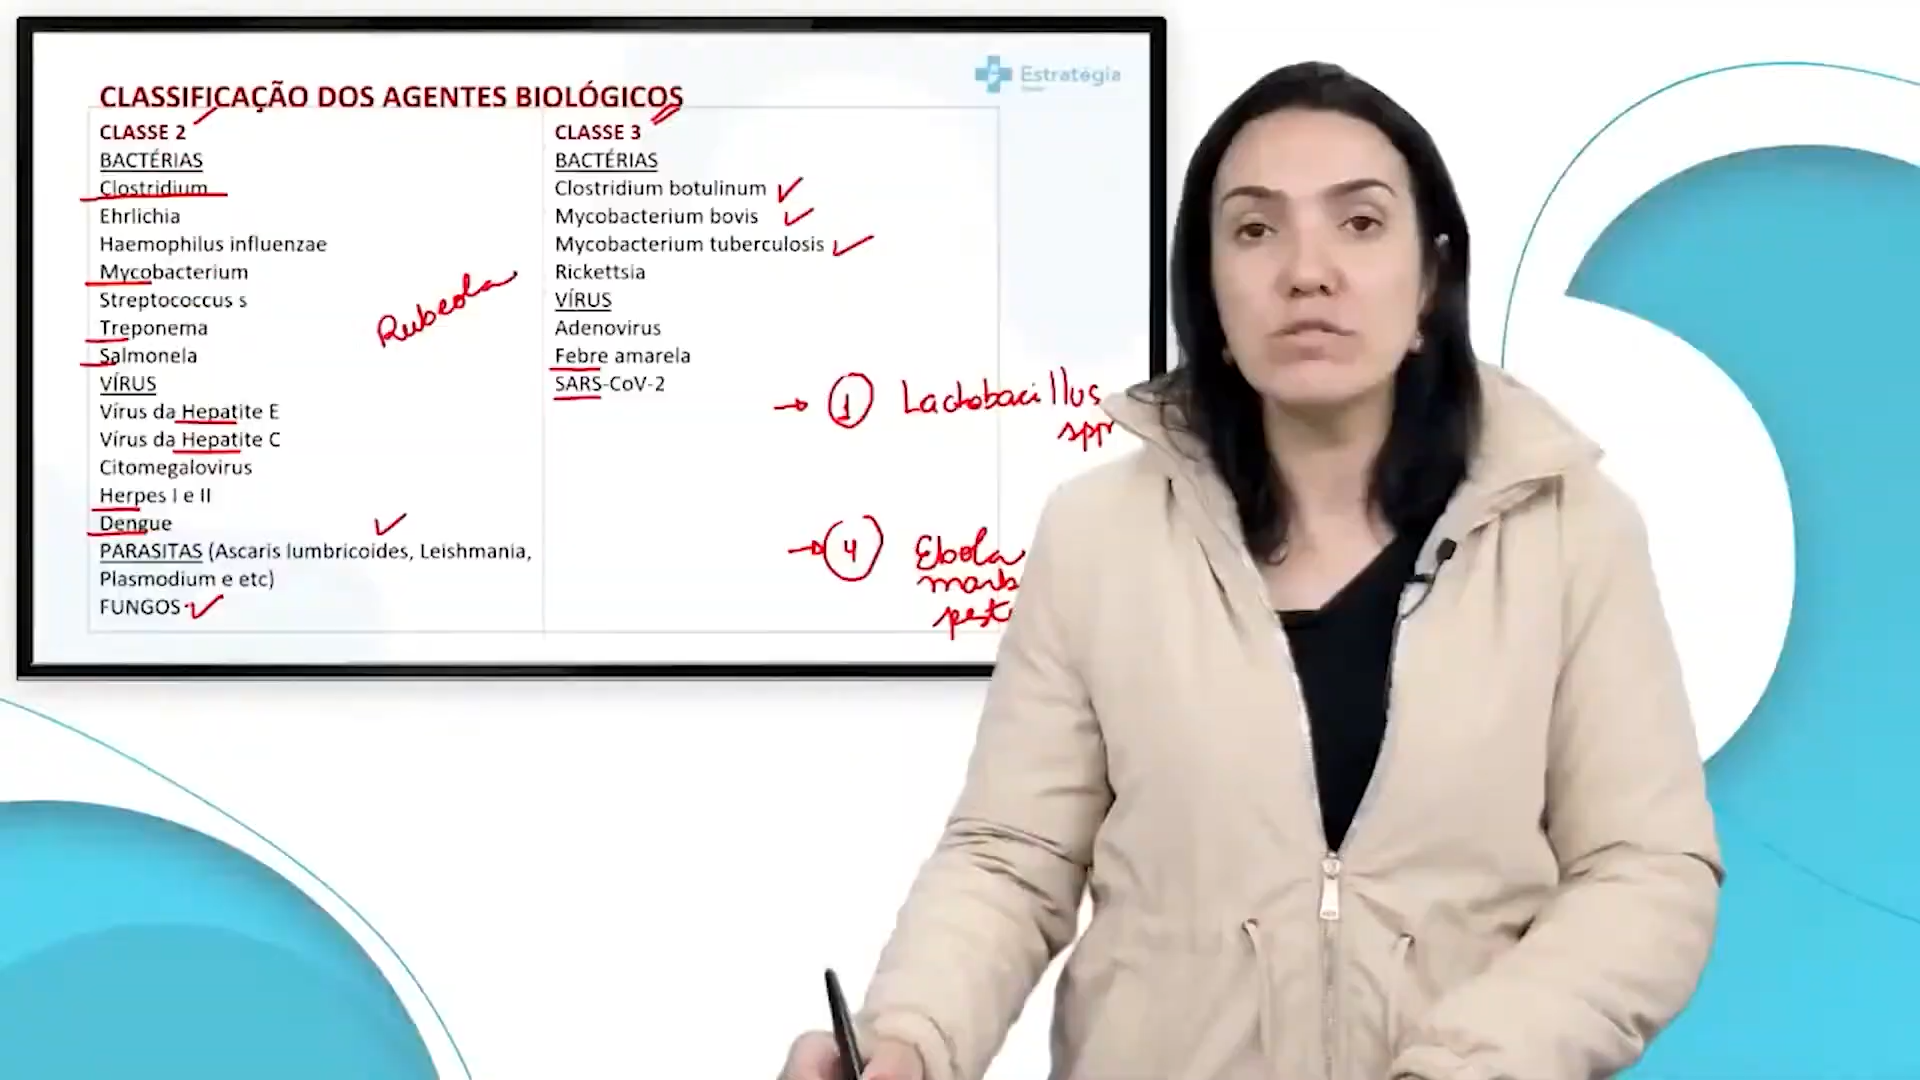 Estratégia
CLASSIFICAÇÃO DOS AGENTES BIOLÓGICOS
CLASSE 2
BACTÉRIAS
Clostridium
Ehrlichia
Haemophilus influenzae
Mycobacterium
Streptococcus s
Treponema
Salmonela
VÍRUS
Vírus da Hepatite E
Vírus da Hepatite C
Citomegalovirus
Herpes I e II
Dengue
PARASITAS (Ascaris lumbricoides, Leishmania,
Plasmodium e etc)
FUNGOS
Rubeola
CLASSE 3
BACTÉRIAS
Clostridium botulinum
Mycobacterium bovis
Mycobacterium tuberculosis
Rickettsia
VÍRUS
Adenovirus
Febre amarela
SARS-CoV-2
1 Lactobacillus
spp
4 Ebola